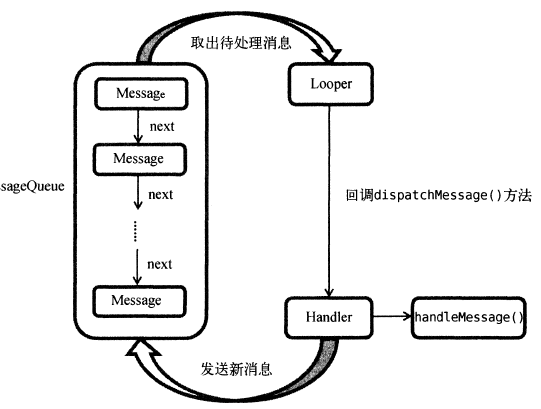 取出待处理消息
Message
Looper
next
Message
ssageQueue
next
回调dispatchMessage()方法
next
Message
Handler
handleMessage()
发送新消息